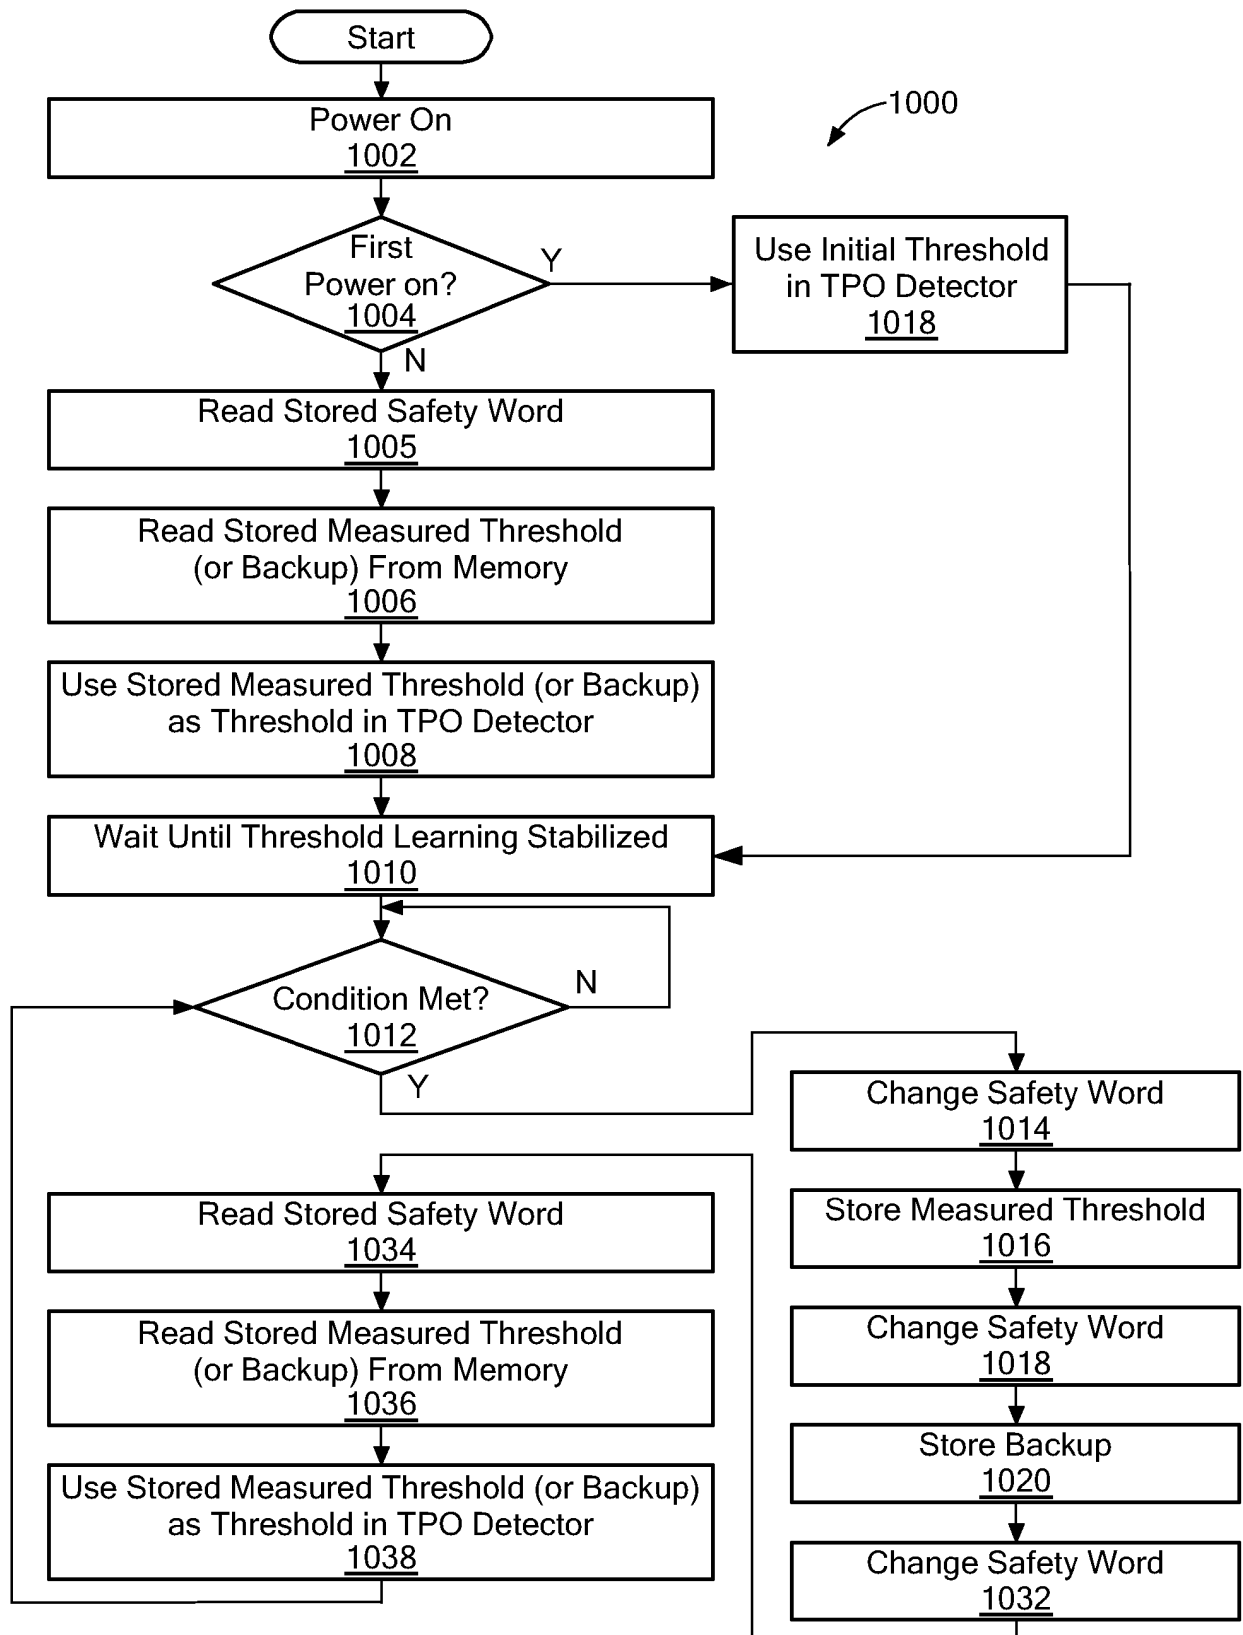 Start
Power On
1002
1000
First
Power on?
1004
Y
N
Use Initial Threshold
in TPO Detector
1018
Read Stored Safety Word
1005
Read Stored Measured Threshold
(or Backup) From Memory
1006
Use Stored Measured Threshold (or Backup)
as Threshold in TPO Detector
1008
Wait Until Threshold Learning Stabilized
1010
Condition Met?
1012
N
Y
Change Safety Word
1014
Store Measured Threshold
1016
Change Safety Word
1018
Store Backup
1020
Change Safety Word
1032
Read Stored Safety Word
1034
Read Stored Measured Threshold
(or Backup) From Memory
1036
Use Stored Measured Threshold (or Backup)
as Threshold in TPO Detector
1038